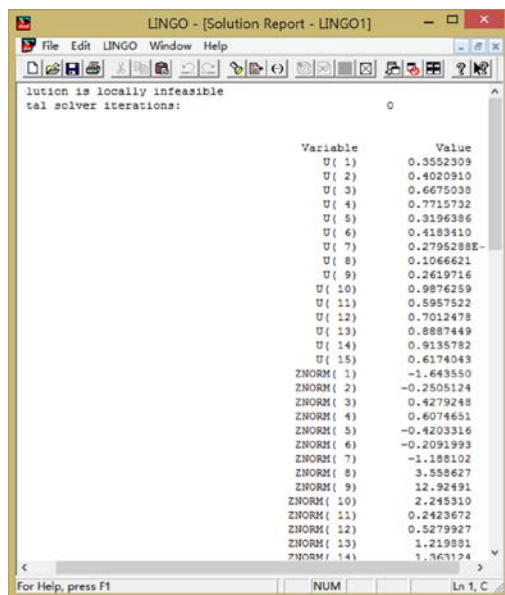 LINGO - [Solution Report - LINGO1]
File Edit LINGO Window Help
lution is locally infeasible
tal solver iterations: 0
Variable Value
U( 1) 0.3552309
U( 2) 0.4020910
U( 3) 0.6675038
U( 4) 0.7715732
U( 5) 0.3196386
U( 6) 0.4183410
U( 7) 0.2795288E-
U( 8) 0.1066621
U( 9) 0.2619716
U( 10) 0.9876259
U( 11) 0.5957522
U( 12) 0.7012478
U( 13) 0.8887449
U( 14) 0.9135782
U( 15) 0.6174043
ZNORM( 1) -1.643550
ZNORM( 2) -0.2505124
ZNORM( 3) 0.4279248
ZNORM( 4) 0.6074651
ZNORM( 5) -0.4203316
ZNORM( 6) -0.2091993
ZNORM( 7) -1.188102
ZNORM( 8) 3.558627
ZNORM( 9) 12.92491
ZNORM( 10) 2.245310
ZNORM( 11) 0.2423672
ZNORM( 12) 0.5279927
ZNORM( 13) 1.219881
ZNORM( 14) 1.363124
For Help, press F1 NUM Ln 1, C